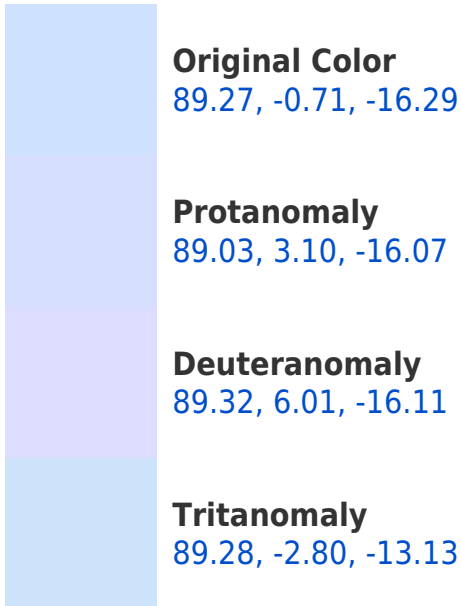 Original Color
89.27, -0.71, -16.29
Protanomaly
89.03, 3.10, -16.07
Deuteranomaly
89.32, 6.01, -16.11
Tritanomaly
89.28, -2.80, -13.13